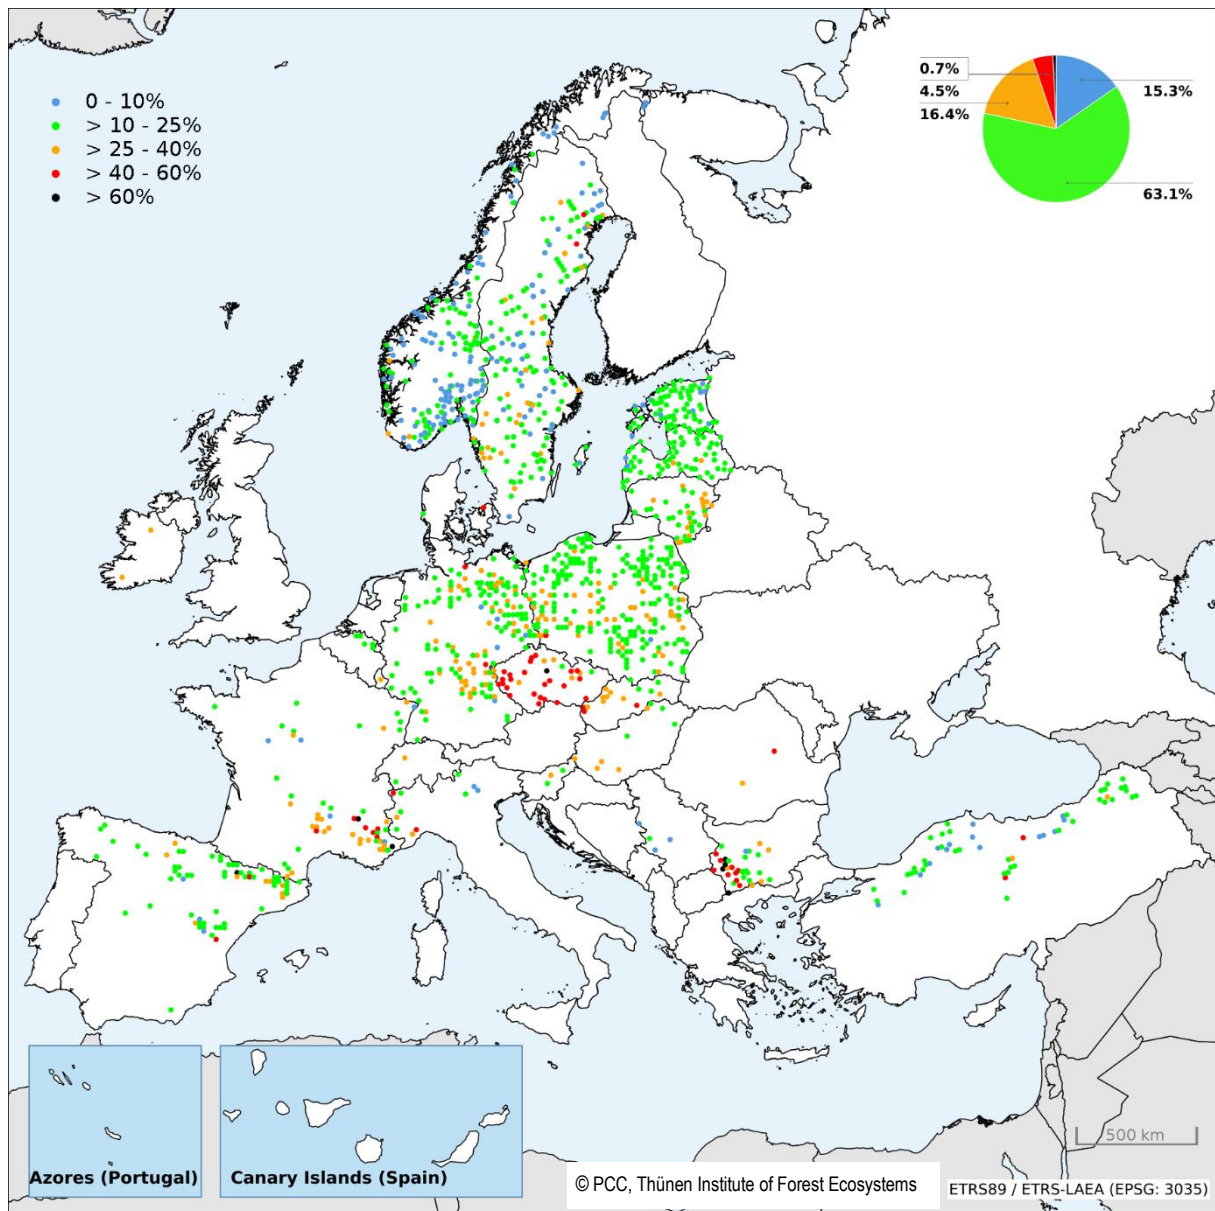 0 - 10%
> 10 - 25%
> 25 - 40%
> 40 - 60%
> 60%
0.7%
4.5%
16.4%
15.3%
63.1%
500 km
Azores (Portugal)
Canary Islands (Spain)
© PCC, Thünen Institute of Forest Ecosystems
ETRS89 / ETRS-LAEA (EPSG: 3035)